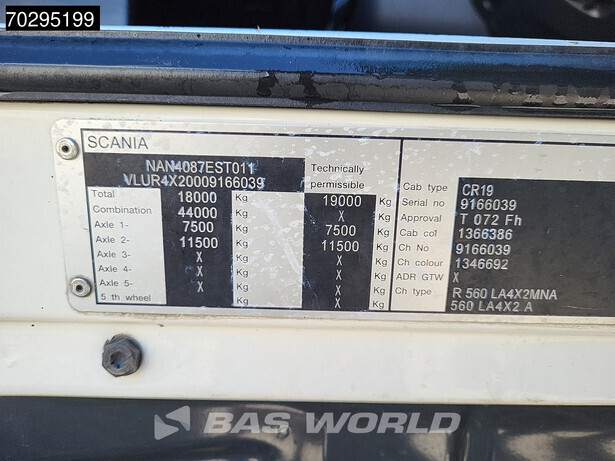 70295199
SCANIA
NAN4087EST011
VLUR4X20009166039
Technically permissible
Total 18000 Kg 19000 Kg
Combination 44000 Kg X Kg
Axle 1- 7500 Kg 7500 Kg
Axle 2- 11500 Kg 11500 Kg
Axle 3- X Kg X Kg
Axle 4- X Kg X Kg
Axle 5- X Kg X Kg
5 th wheel X Kg X Kg
Cab type CR19
Serial no 9166039
Approval T 072 Fh
Cab col 1366386
Ch No 9166039
Ch colour 1346692
ADR GTW X
Ch type R 560 LA4X2MNA
560 LA4X2 A
BAS WORLD